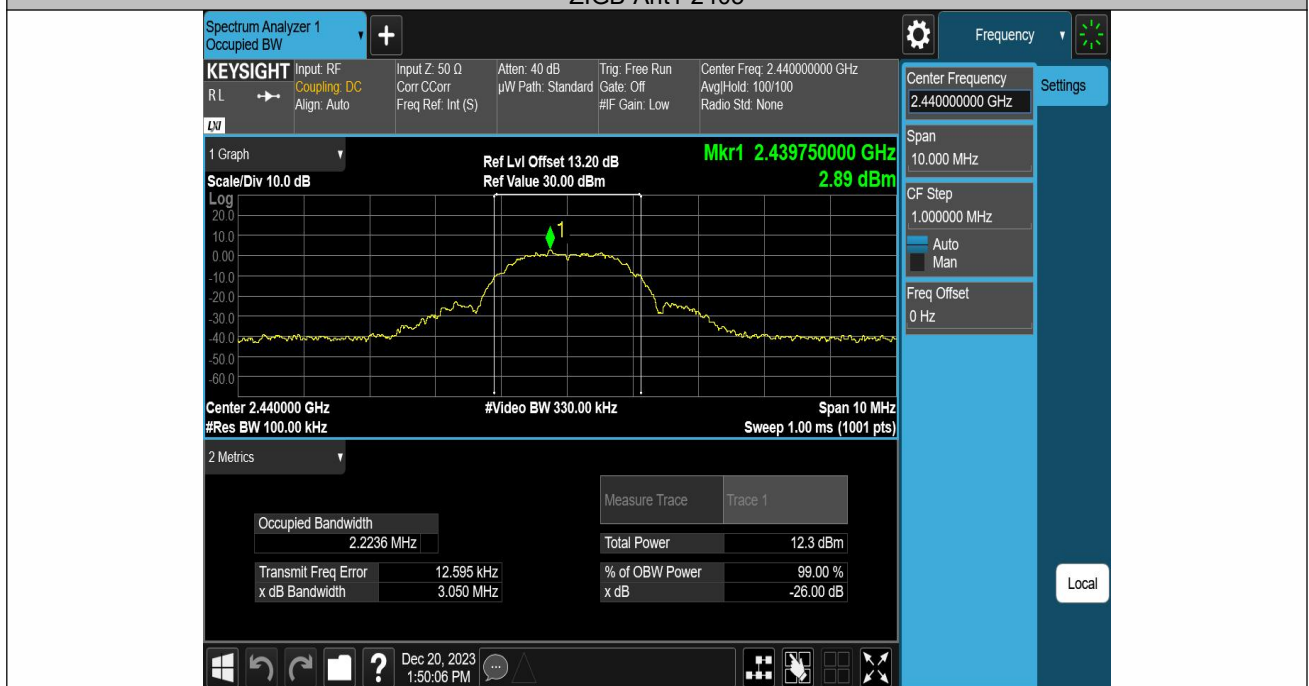 Spectrum Analyzer 1
Occupied BW
Frequency
KEYSIGHT
R L
LXI
Input: RF
Coupling: DC
Align: Auto
Input Z: 50 Ω
Corr CCorr
Freq Ref: Int (S)
Atten: 40 dB
µW Path: Standard
Trig: Free Run
Gate: Off
#IF Gain: Low
Center Freq: 2.440000000 GHz
Avg|Hold: 100/100
Radio Std: None
Center Frequency
2.440000000 GHz
Settings
Span
10.000 MHz
CF Step
1.000000 MHz
Auto
Man
Freq Offset
0 Hz
Local
1 Graph
Scale/Div 10.0 dB
Ref Lvl Offset 13.20 dB
Ref Value 30.00 dBm
Mkr1 2.439750000 GHz
2.89 dBm
Log
20.0
10.0
0.00
-10.0
-20.0
-30.0
-40.0
-50.0
-60.0
1
Center 2.440000 GHz
#Video BW 330.00 kHz
Span 10 MHz
#Res BW 100.00 kHz
Sweep 1.00 ms (1001 pts)
2 Metrics
Measure Trace Trace 1
Occupied Bandwidth
2.2236 MHz
Total Power 12.3 dBm
Transmit Freq Error 12.595 kHz
% of OBW Power 99.00 %
x dB Bandwidth 3.050 MHz
x dB -26.00 dB
Dec 20, 2023
1:50:06 PM